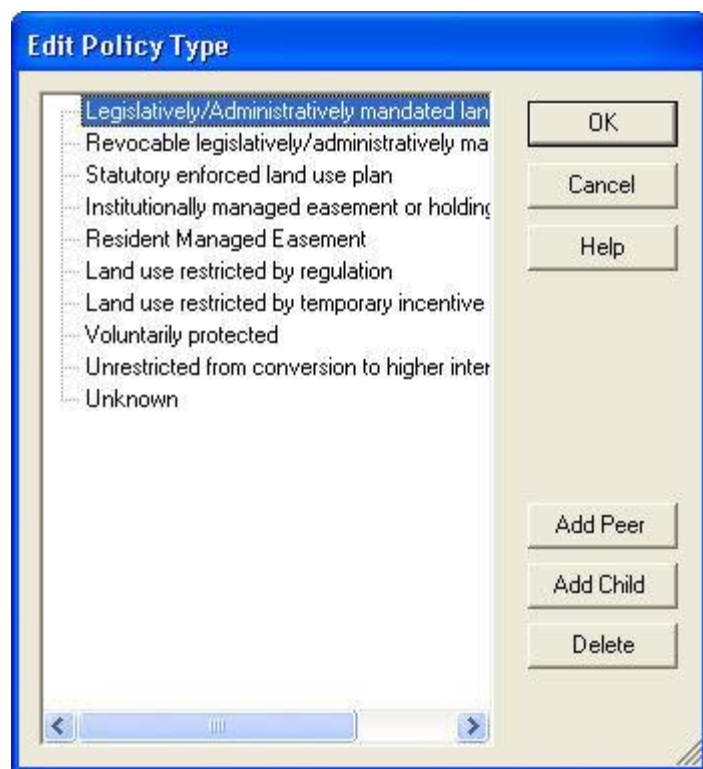 Edit Policy Type
Legislatively/Administratively mandated lan
Revocable legislatively/administratively ma
Statutory enforced land use plan
Institutionally managed easement or holding
Resident Managed Easement
Land use restricted by regulation
Land use restricted by temporary incentive
Voluntarily protected
Unrestricted from conversion to higher inter
Unknown
OK
Cancel
Help
Add Peer
Add Child
Delete